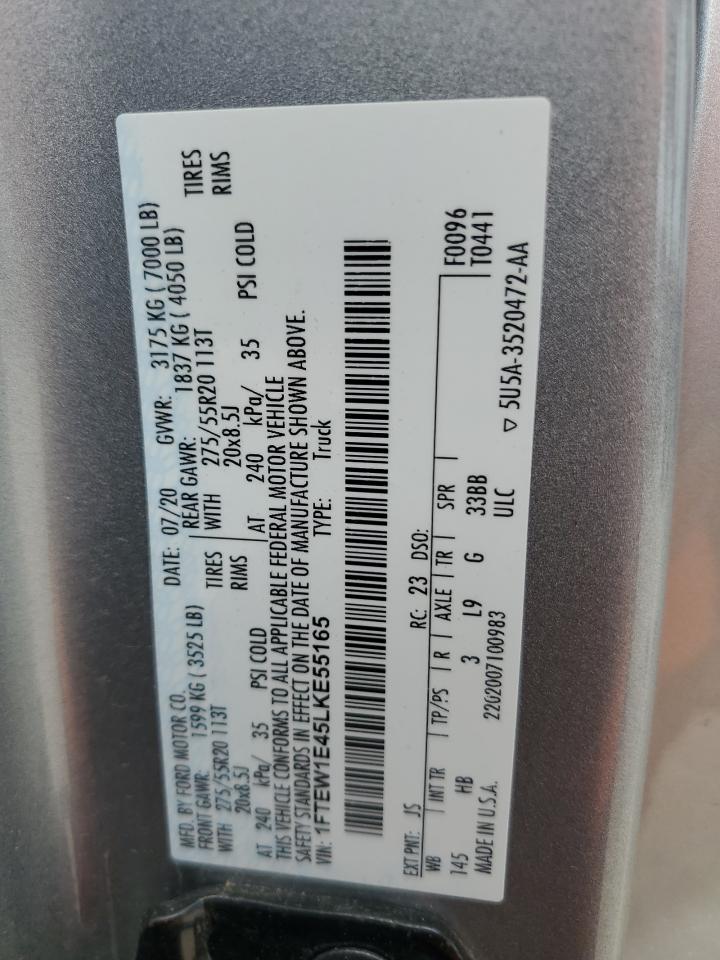 MFD. BY FORD MOTOR CO. DATE: 07/20 GVWR: 3175 KG ( 7000 LB)
FRONT GAWR: 1599 KG ( 3525 LB) REAR GAWR: 1837 KG ( 4050 LB)
WITH 275/55R20 113T TIRES WITH 275/55R20 113T TIRES
20x8.5J RIMS 20x8.5J RIMS
AT 240 kPa/ 35 PSI COLD AT 240 kPa/ 35 PSI COLD
THIS VEHICLE CONFORMS TO ALL APPLICABLE FEDERAL MOTOR VEHICLE
SAFETY STANDARDS IN EFFECT ON THE DATE OF MANUFACTURE SHOWN ABOVE.
VIN: 1FTEW1E45LKE55165 TYPE: Truck
EXT PNT: JS RC: 23 DSO: F0096
T0441
WB INT TR TP/PS R AXLE TR SPR
145 HB 3 L9 G 33BB
MADE IN U.S.A. 22G2007100983 ULC
▽ 5U5A-3520472-AA